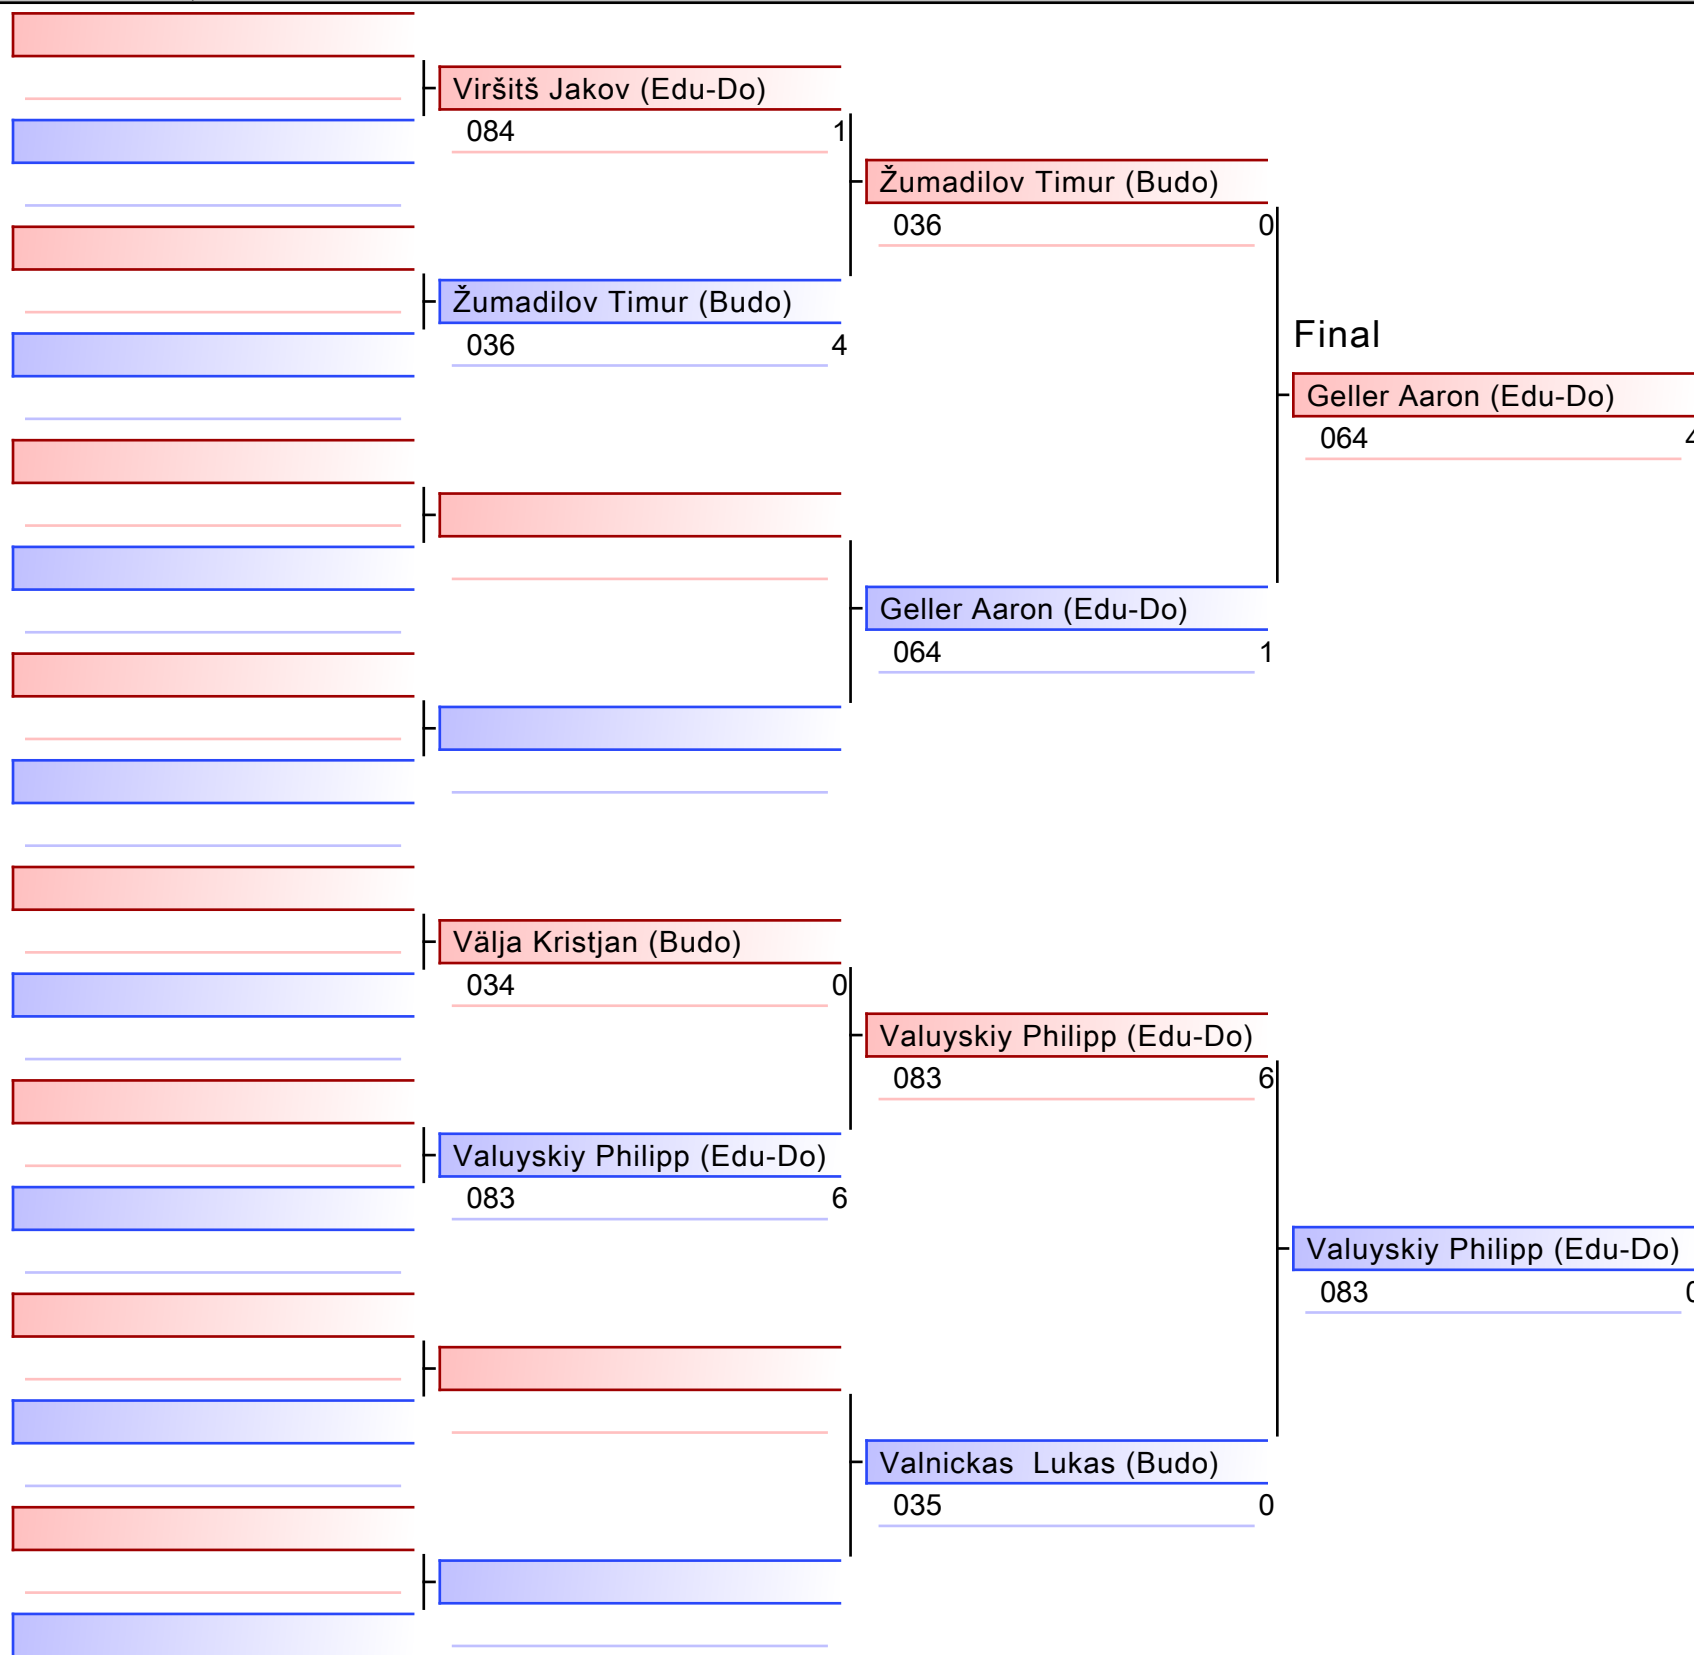 Viršitš Jakov (Edu-Do)
084 1
Žumadilov Timur (Budo)
036 4
Žumadilov Timur (Budo)
036 0
Geller Aaron (Edu-Do)
064 1
Final
Geller Aaron (Edu-Do)
064 4
Välja Kristjan (Budo)
034 0
Valuyskiy Philipp (Edu-Do)
083 6
Valuyskiy Philipp (Edu-Do)
083 6
Valnickas Lukas (Budo)
035 0
Valuyskiy Philipp (Edu-Do)
083 0